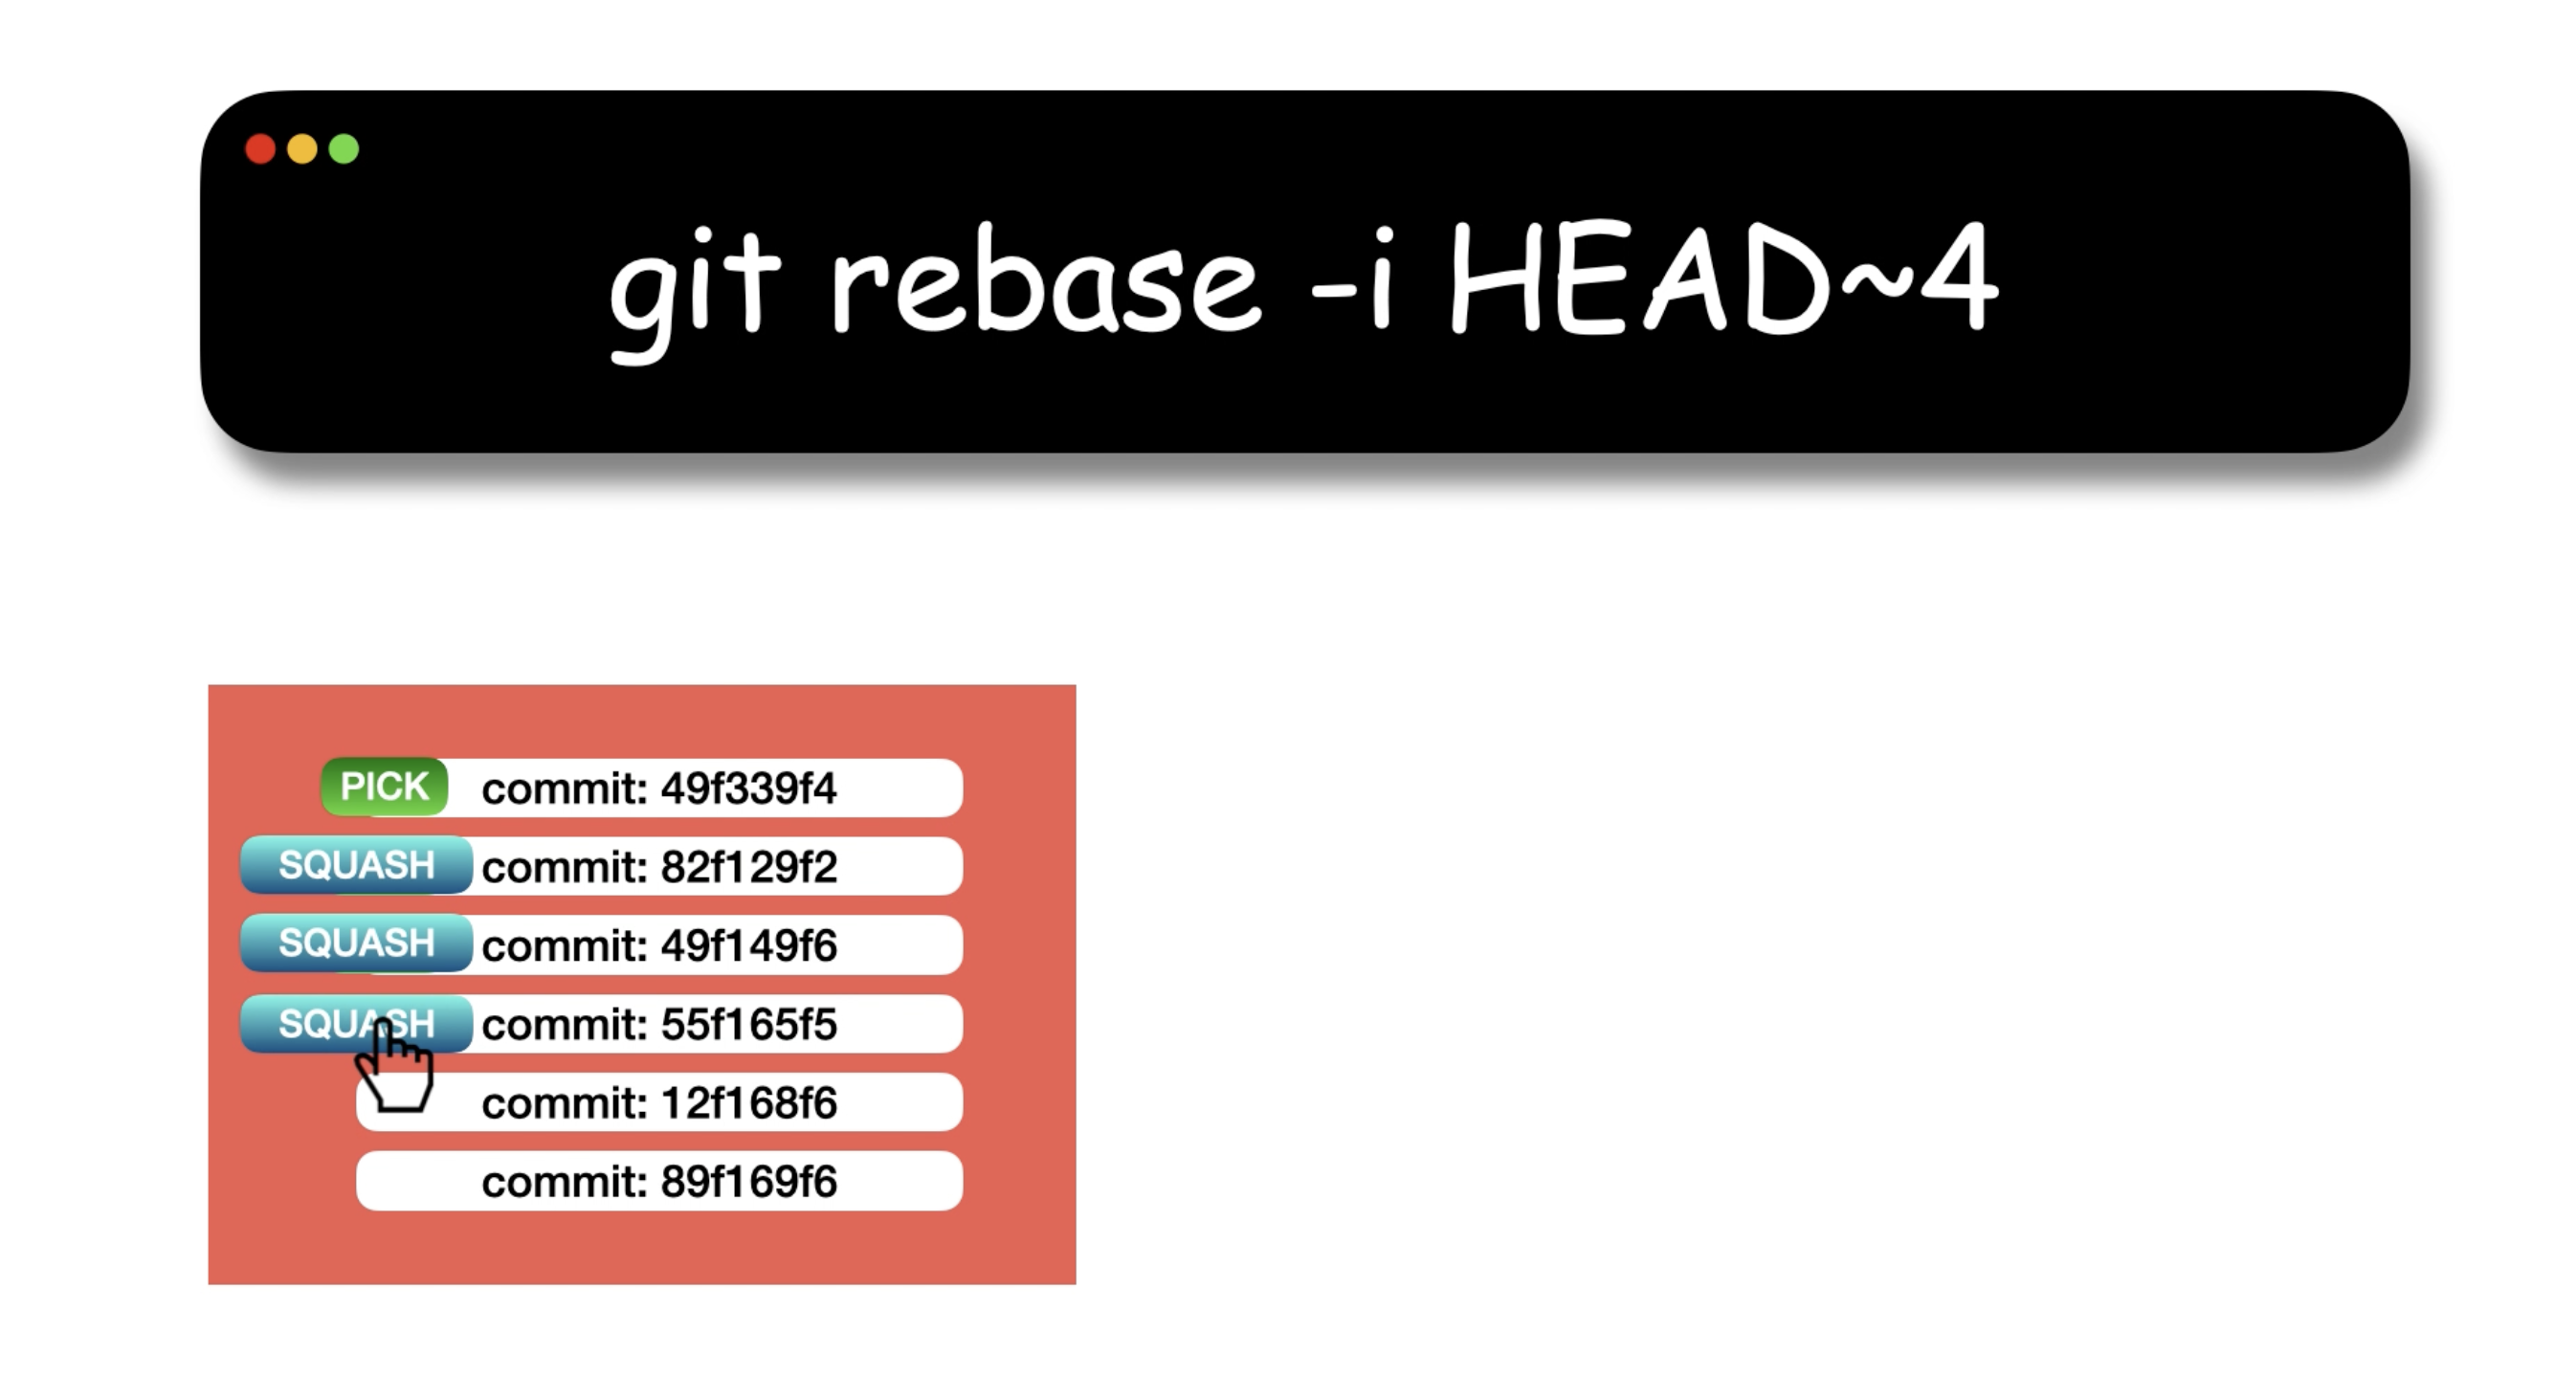 git rebase -i HEAD~4
PICK commit: 49f339f4
SQUASH commit: 82f129f2
SQUASH commit: 49f149f6
SQUASH commit: 55f165f5
commit: 12f168f6
commit: 89f169f6